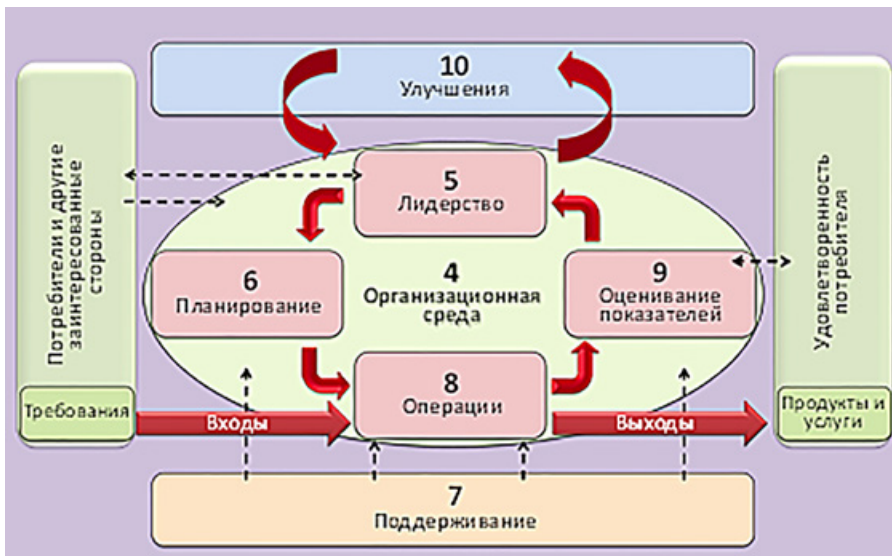 10
Улучшения
Потребители и другие
заинтересованные
стороны
5
Лидерство
6
Планирование
4
Организационная
среда
9
Оценивание
показателей
Удовлетворенность
потребителя
8
Операции
Требования
Входы
Выходы
Продукты и
услуги
7
Поддерживание